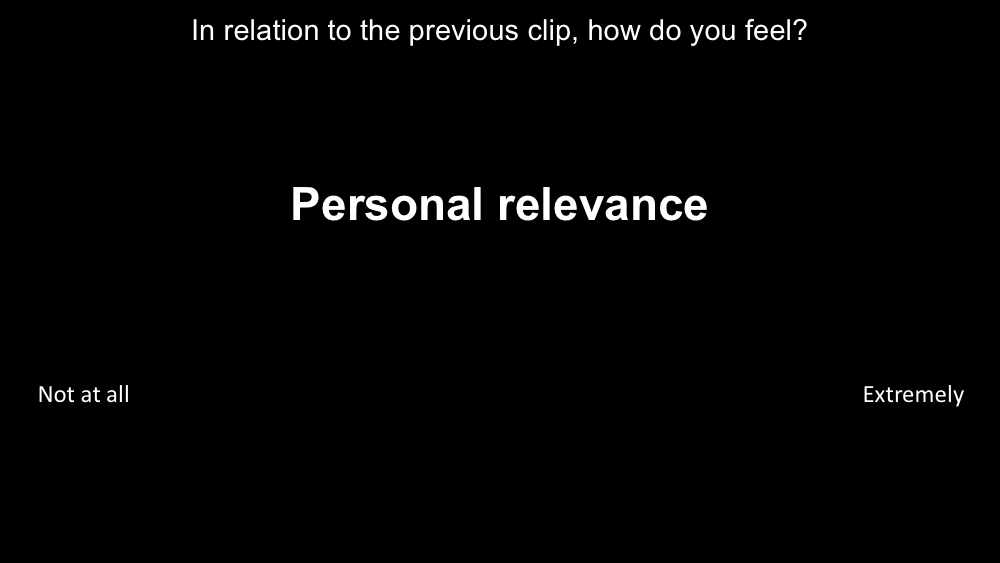 In relation to the previous clip, how do you feel?
Personal relevance
Not at all
Extremely